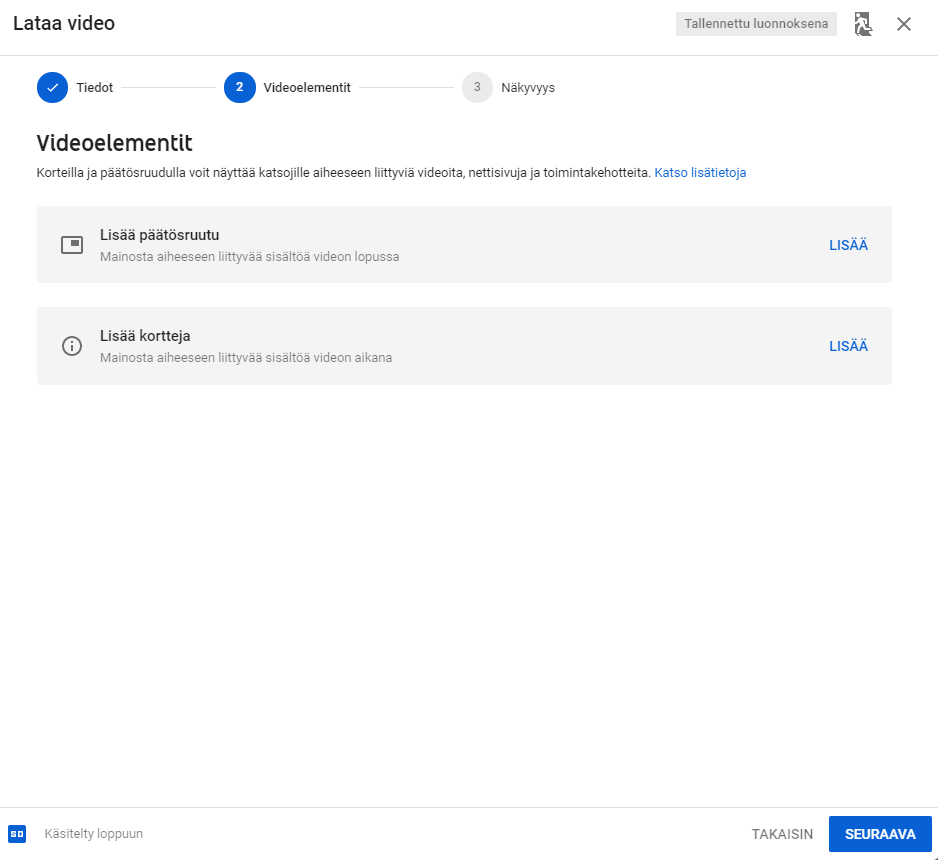 Lataa video
Tallennettu luonnoksena
Tiedot
2
Videoelementit
3
Näkyvyys
Videoelementit
Korteilla ja päätösruudulla voit näyttää katsojille aiheeseen liittyviä videoita, nettisivuja ja toimintakehotteita. Katso lisätietoja
Lisää päätösruutu
Mainosta aiheeseen liittyvää sisältöä videon lopussa
LISÄÄ
Lisää kortteja
Mainosta aiheeseen liittyvää sisältöä videon aikana
LISÄÄ
SD
Käsitelty loppuun
TAKAISIN
SEURAAVA